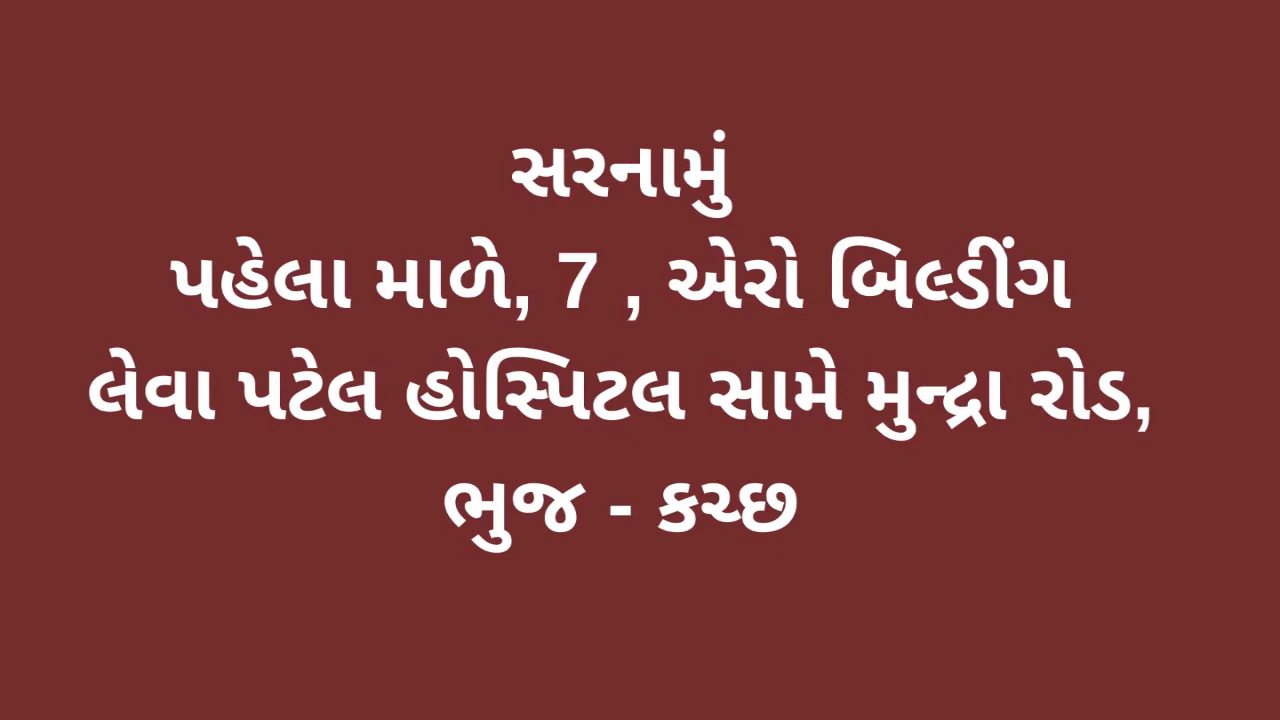 સરનામું
પહેલા માળે, 7 , એરો બિલ્ડીંગ
લેવા પટેલ હોસ્પિટલ સામે મુન્દ્રા રોડ,
ભુજ - કચ્છ